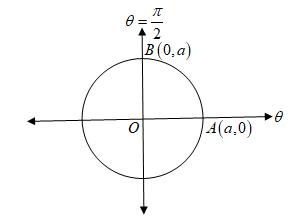 θ = π/2
B(0,a)
θ
O
A(a,0)